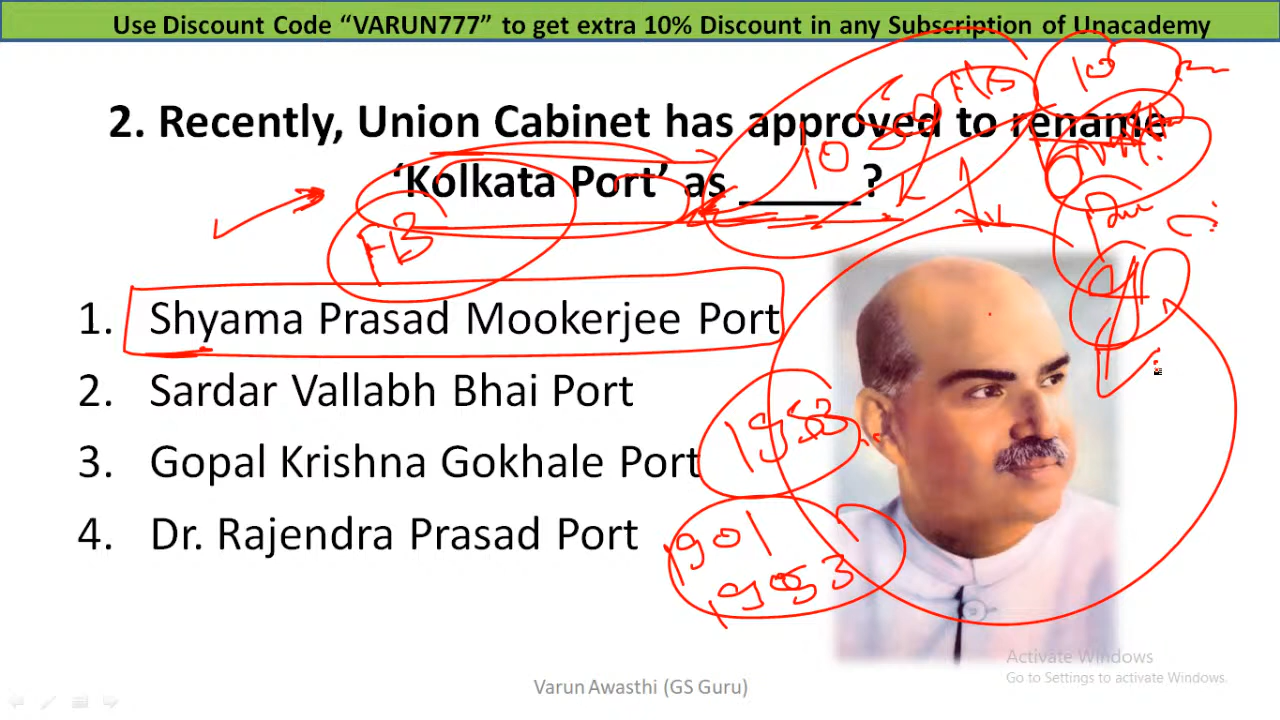 Use Discount Code “VARUN777” to get extra 10% Discount in any Subscription of Unacademy
2. Recently, Union Cabinet has approved to rename
‘Kolkata Port’ as ______?
FB
1. Shyama Prasad Mookerjee Port
2. Sardar Vallabh Bhai Port
3. Gopal Krishna Gokhale Port
4. Dr. Rajendra Prasad Port
1953
1901
1953
Activate Windows
Go to Settings to activate Windows.
Varun Awasthi (GS Guru)